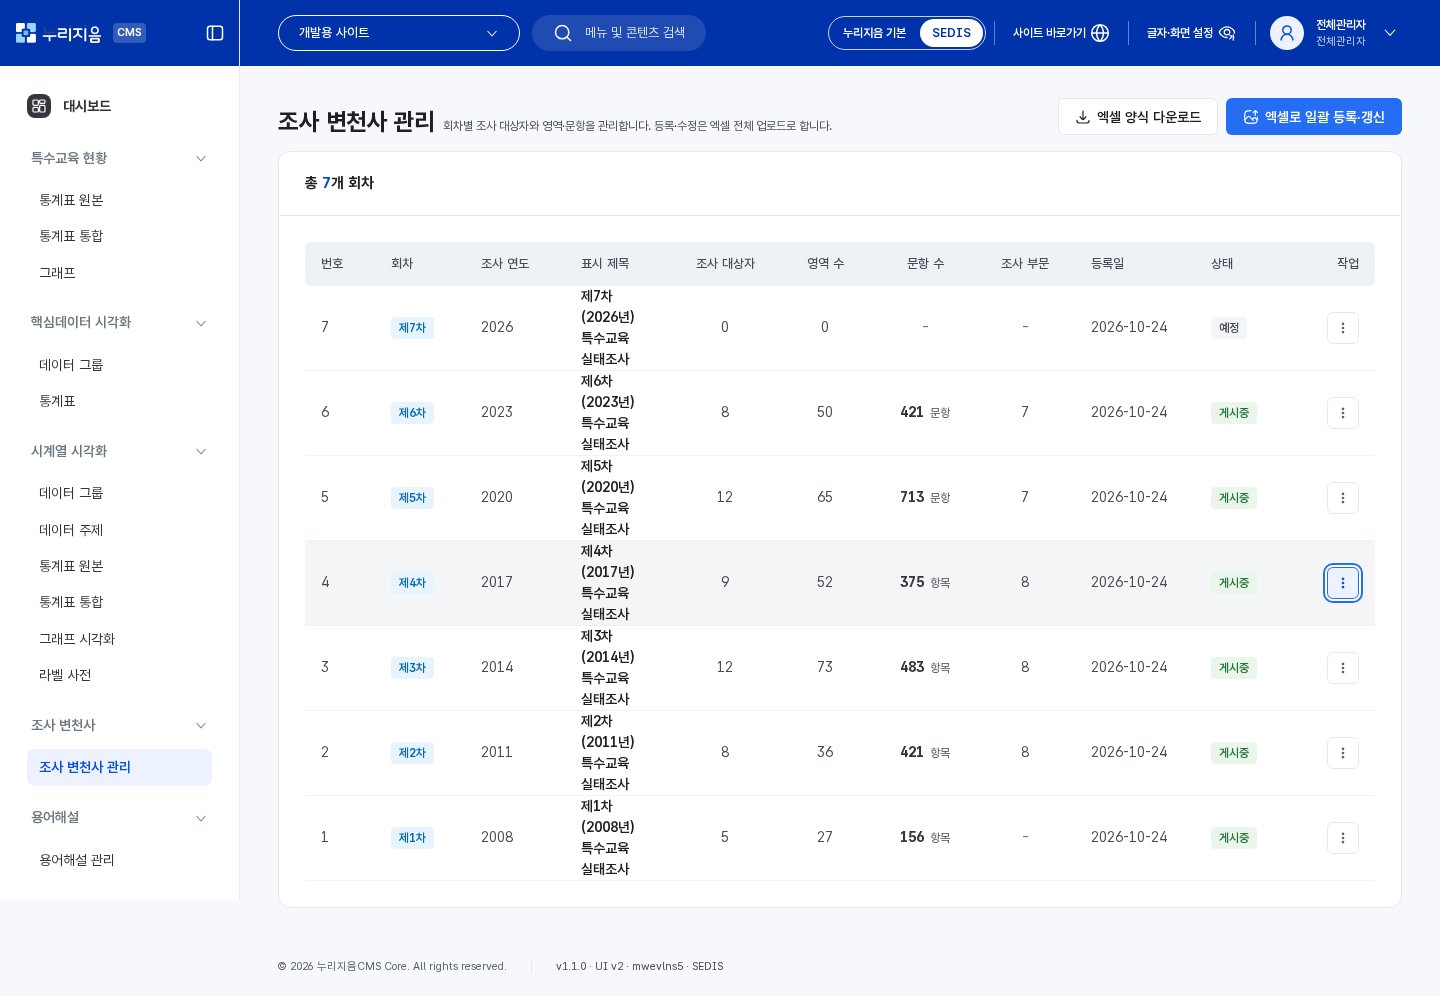 누리지음 CMS
개발용 사이트
메뉴 및 콘텐츠 검색
누리지음 기본 SEDIS
사이트 바로가기
글자·화면 설정
전체관리자
전체관리자
대시보드
특수교육 현황
통계표 원본
통계표 통합
그래프
핵심데이터 시각화
데이터 그룹
통계표
시계열 시각화
데이터 그룹
데이터 주제
통계표 원본
통계표 통합
그래프 시각화
라벨 사전
조사 변천사
조사 변천사 관리
용어해설
용어해설 관리
조사 변천사 관리 회차별 조사 대상자와 영역·문항을 관리합니다. 등록·수정은 엑셀 전체 업로드로 합니다.
엑셀 양식 다운로드
엑셀로 일괄 등록·갱신
총 7개 회차
번호 회차 조사 연도 표시 제목 조사 대상자 영역 수 문항 수 조사 부문 등록일 상태 작업
7 제7차 2026 제7차
(2026년)
특수교육
실태조사
0 0 - - 2026-10-24 예정
6 제6차 2023 제6차
(2023년)
특수교육
실태조사
8 50 421 문항 7 2026-10-24 게시중
5 제5차 2020 제5차
(2020년)
특수교육
실태조사
12 65 713 문항 7 2026-10-24 게시중
4 제4차 2017 제4차
(2017년)
특수교육
실태조사
9 52 375 항목 8 2026-10-24 게시중
3 제3차 2014 제3차
(2014년)
특수교육
실태조사
12 73 483 항목 8 2026-10-24 게시중
2 제2차 2011 제2차
(2011년)
특수교육
실태조사
8 36 421 항목 8 2026-10-24 게시중
1 제1차 2008 제1차
(2008년)
특수교육
실태조사
5 27 156 항목 - 2026-10-24 게시중
© 2026 누리지음CMS Core. All rights reserved.
v1.1.0 · UI v2 · mwevlns5 · SEDIS